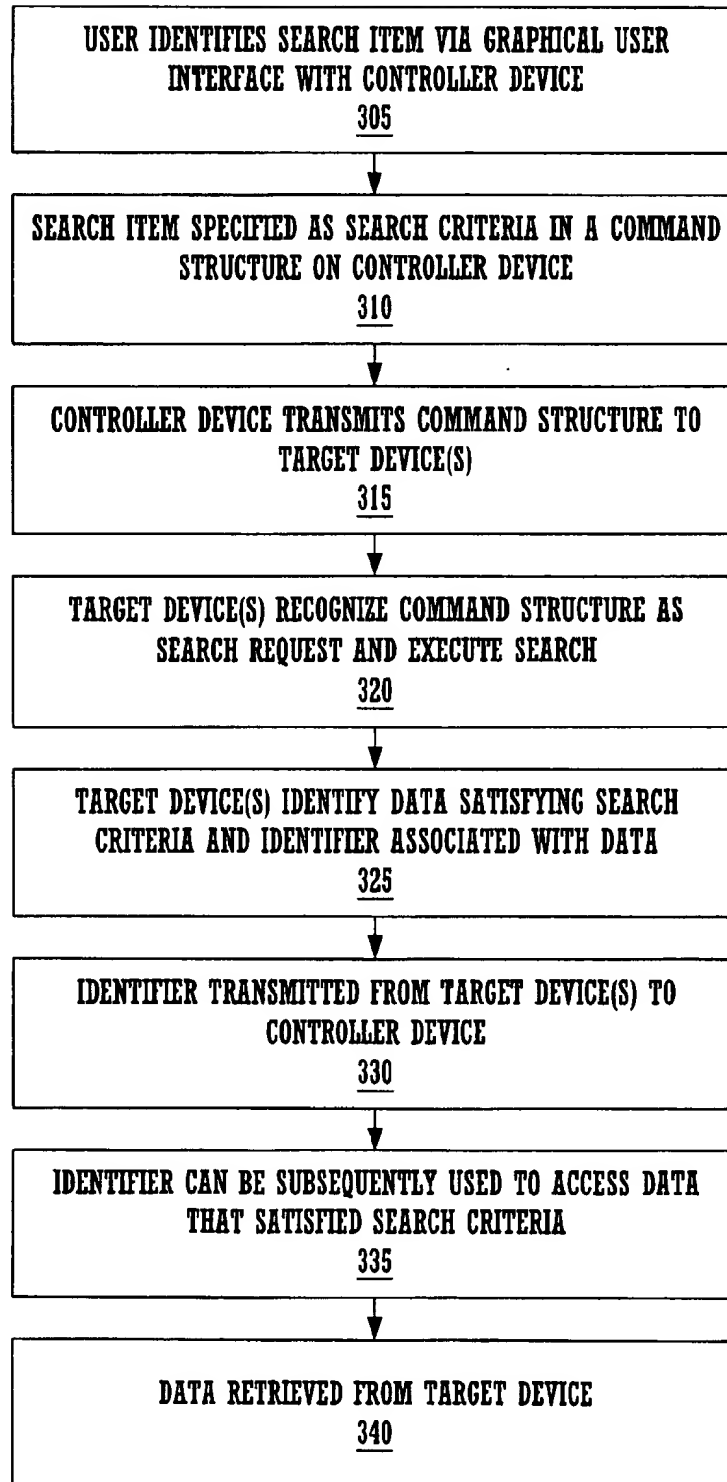 USER IDENTIFIES SEARCH ITEM VIA GRAPHICAL USER
INTERFACE WITH CONTROLLER DEVICE
305
SEARCH ITEM SPECIFIED AS SEARCH CRITERIA IN A COMMAND
STRUCTURE ON CONTROLLER DEVICE
310
CONTROLLER DEVICE TRANSMITS COMMAND STRUCTURE TO
TARGET DEVICE(S)
315
TARGET DEVICE(S) RECOGNIZE COMMAND STRUCTURE AS
SEARCH REQUEST AND EXECUTE SEARCH
320
TARGET DEVICE(S) IDENTIFY DATA SATISFYING SEARCH
CRITERIA AND IDENTIFIER ASSOCIATED WITH DATA
325
IDENTIFIER TRANSMITTED FROM TARGET DEVICE(S) TO
CONTROLLER DEVICE
330
IDENTIFIER CAN BE SUBSEQUENTLY USED TO ACCESS DATA
THAT SATISFIED SEARCH CRITERIA
335
DATA RETRIEVED FROM TARGET DEVICE
340